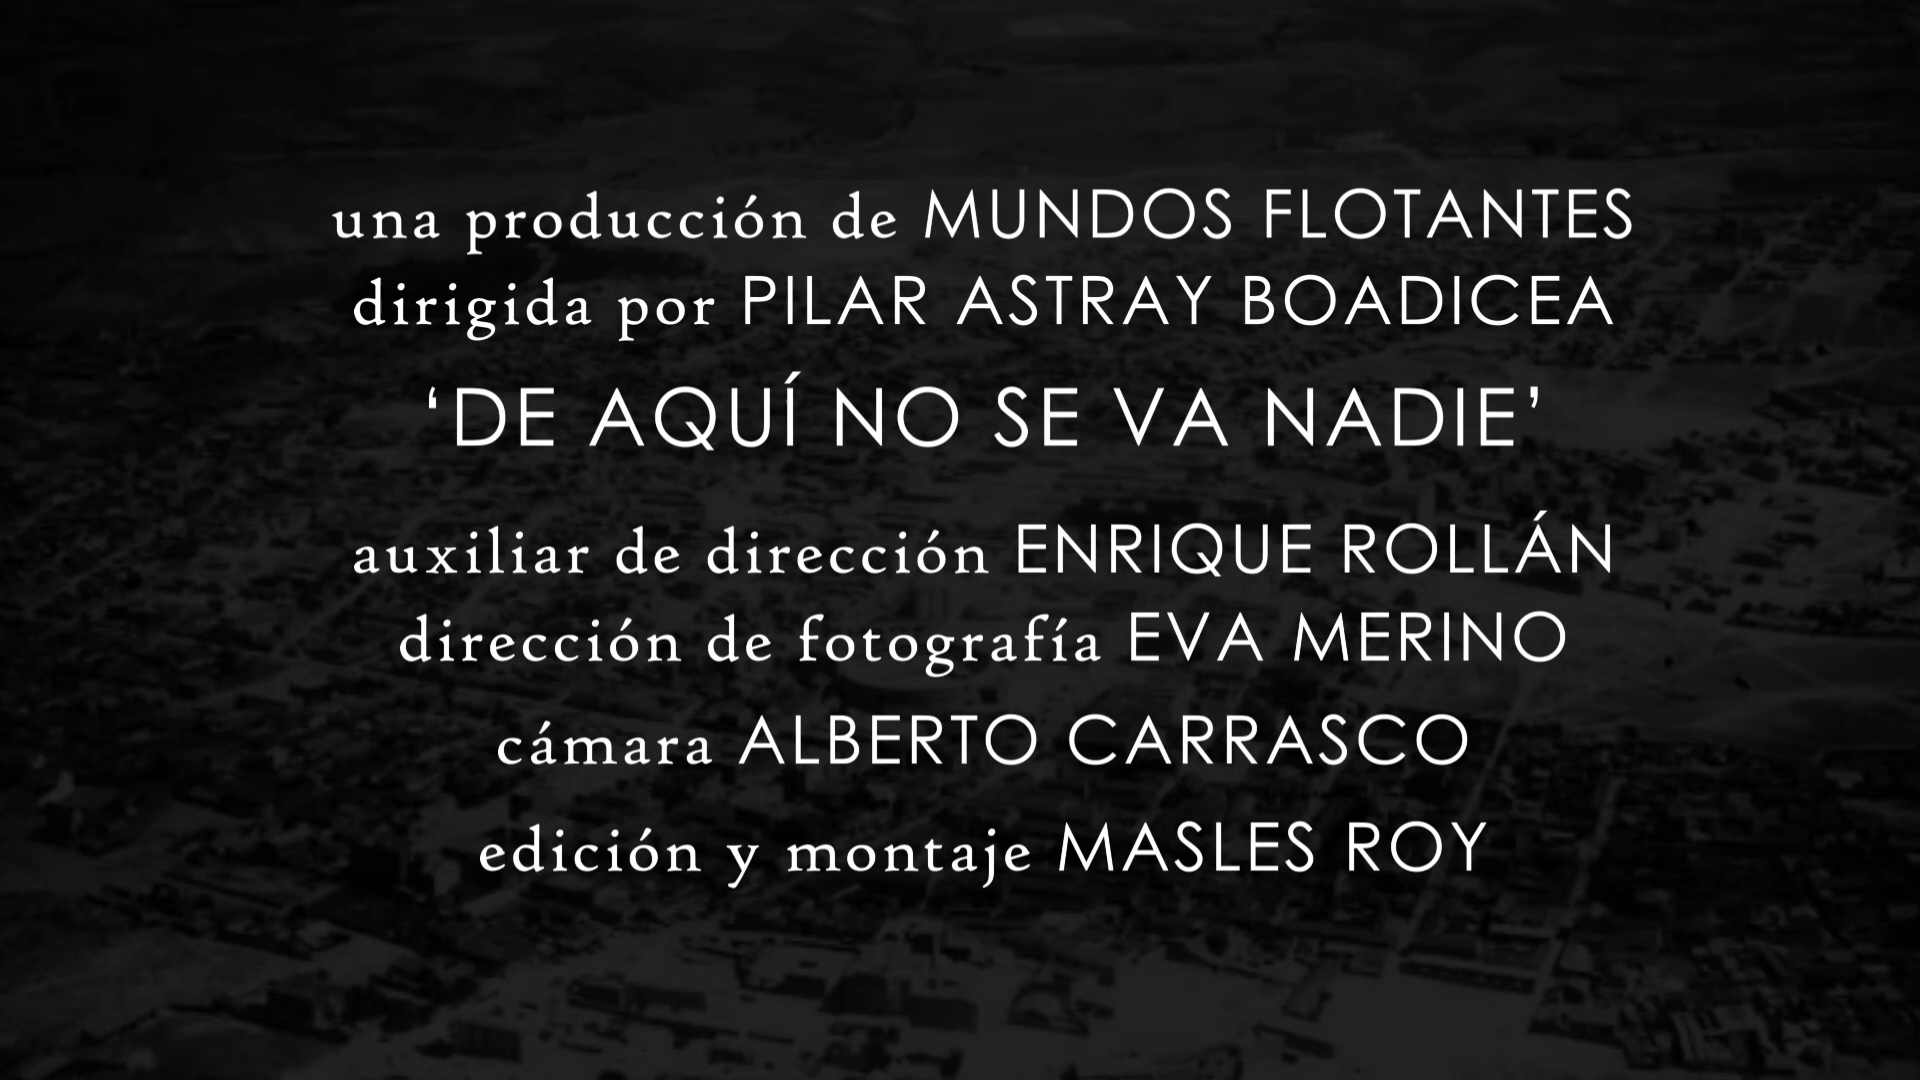 una producción de MUNDOS FLOTANTES
dirigida por PILAR ASTRAY BOADICEA
‘DE AQUÍ NO SE VA NADIE’
auxiliar de dirección ENRIQUE ROLLÁN
dirección de fotografía EVA MERINO
cámara ALBERTO CARRASCO
edición y montaje MASLES ROY